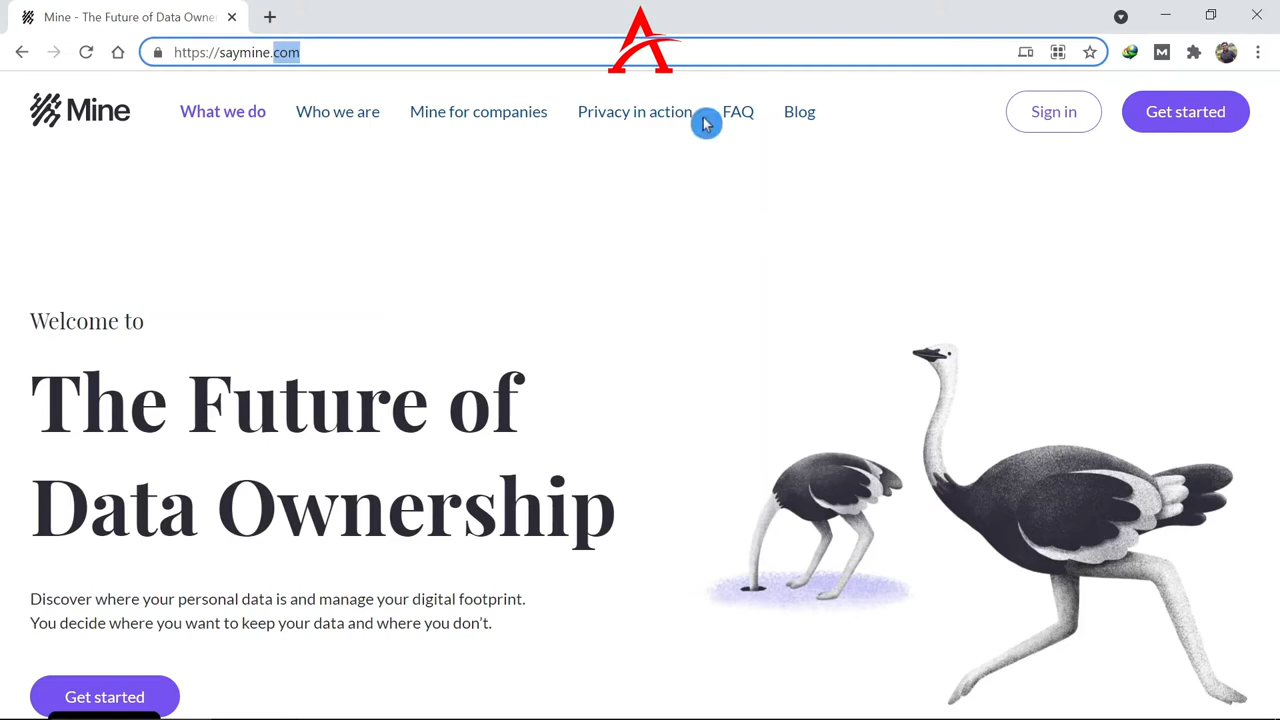 Mine - The Future of Data Owner
https://saymine.com
M
Mine
What we do
Who we are
Mine for companies
Privacy in action
FAQ
Blog
Sign in
Get started
Welcome to
The Future of
Data Ownership
Discover where your personal data is and manage your digital footprint.
You decide where you want to keep your data and where you don’t.
Get started